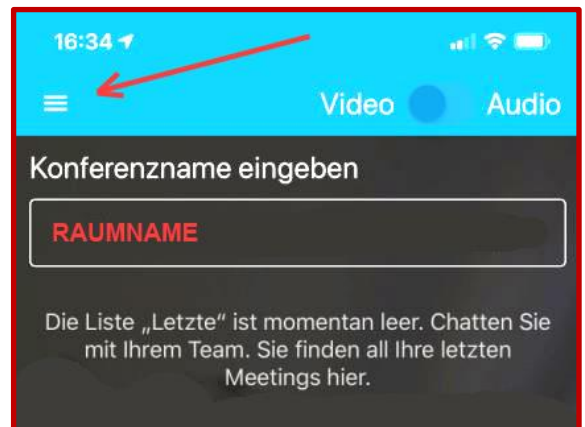 16:34
Video Audio
Konferenzname eingeben
RAUMNAME
Die Liste „Letzte“ ist momentan leer. Chatten Sie
mit Ihrem Team. Sie finden all Ihre letzten
Meetings hier.